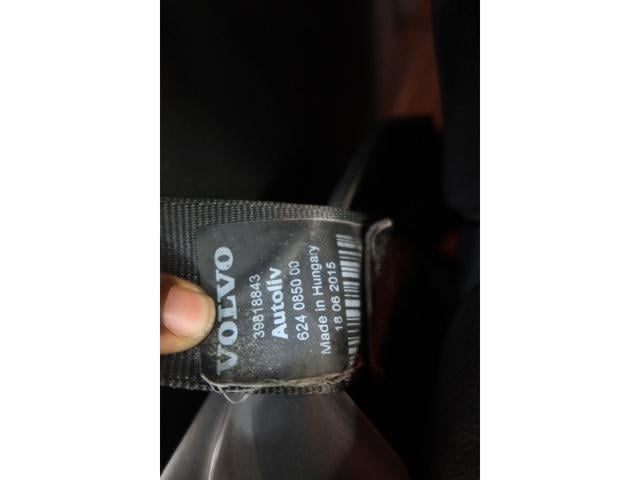 VOLVO
39818843
Autoliv
624 0850 00
Made in Hungary
18 06 2015